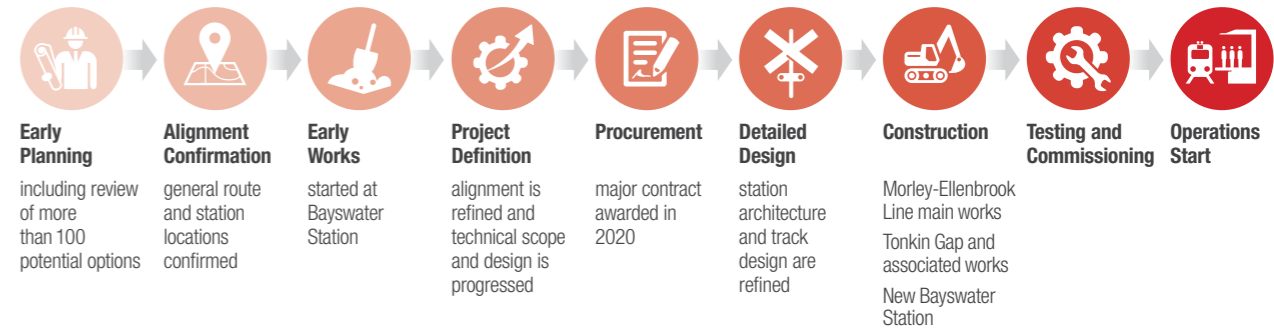 Early
Planning
including review
of more
than 100
potential options
Alignment
Confirmation
general route
and station
locations
confirmed
Early
Works
started at
Bayswater
Station
Project
Definition
alignment is
refined and
technical scope
and design is
progressed
Procurement
major contract
awarded in
2020
Detailed
Design
station
architecture
and track
design are
refined
Construction
Morley-Ellenbrook
Line main works
Tonkin Gap and
associated works
New Bayswater
Station
Testing and
Commissioning
Operations
Start